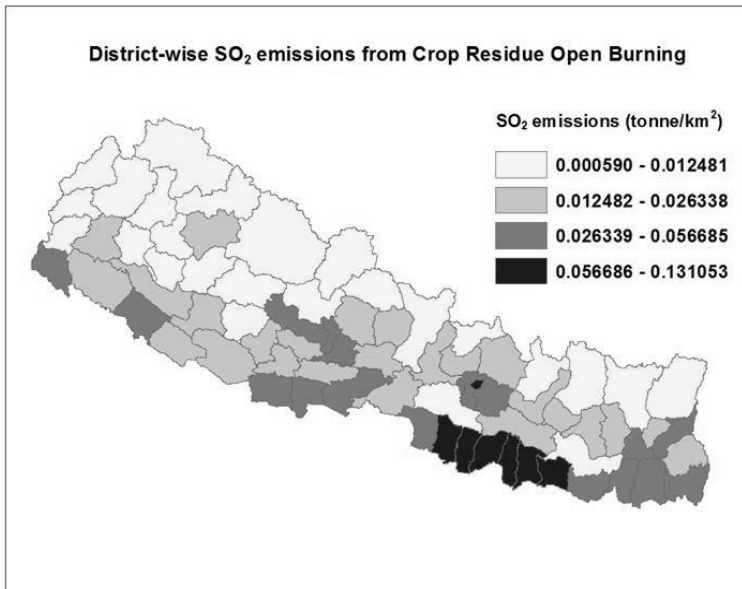 District-wise SO₂ emissions from Crop Residue Open Burning
SO₂ emissions (tonne/km²)
0.000590 - 0.012481
0.012482 - 0.026338
0.026339 - 0.056685
0.056686 - 0.131053